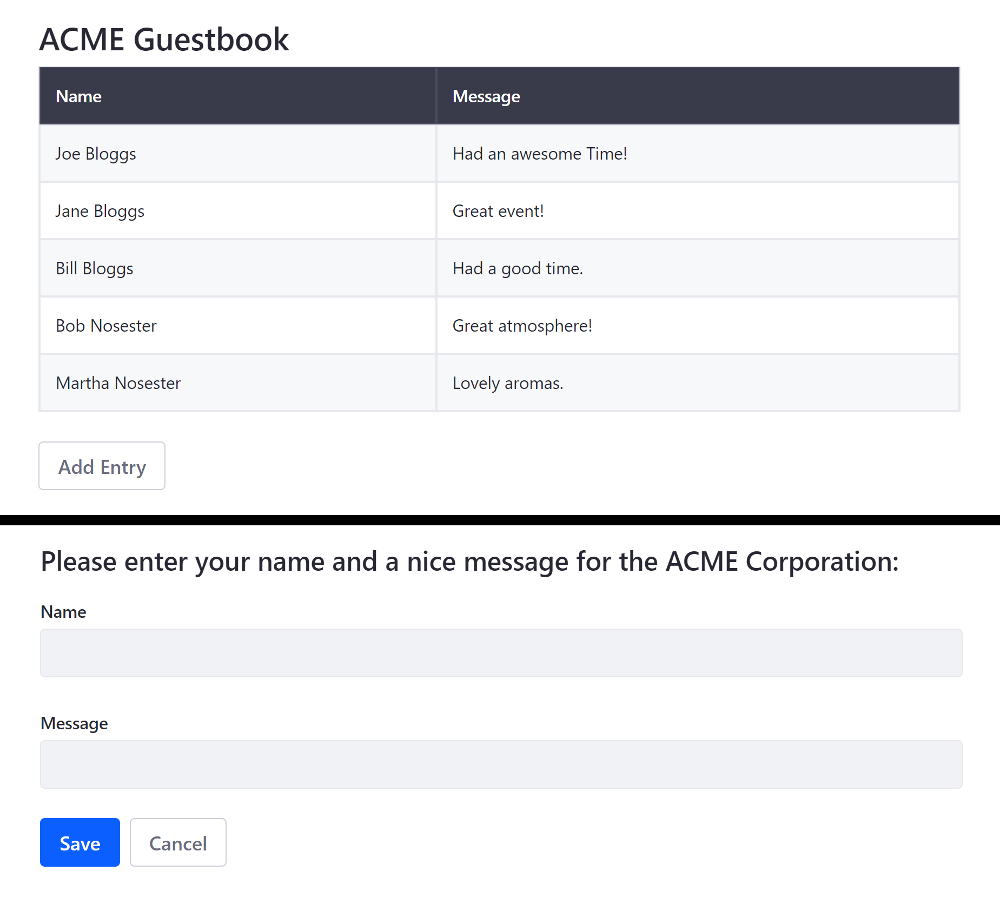 ACME Guestbook
Name Message
Joe Bloggs Had an awesome Time!
Jane Bloggs Great event!
Bill Bloggs Had a good time.
Bob Nosester Great atmosphere!
Martha Nosester Lovely aromas.
Add Entry
Please enter your name and a nice message for the ACME Corporation:
Name
Message
Save Cancel